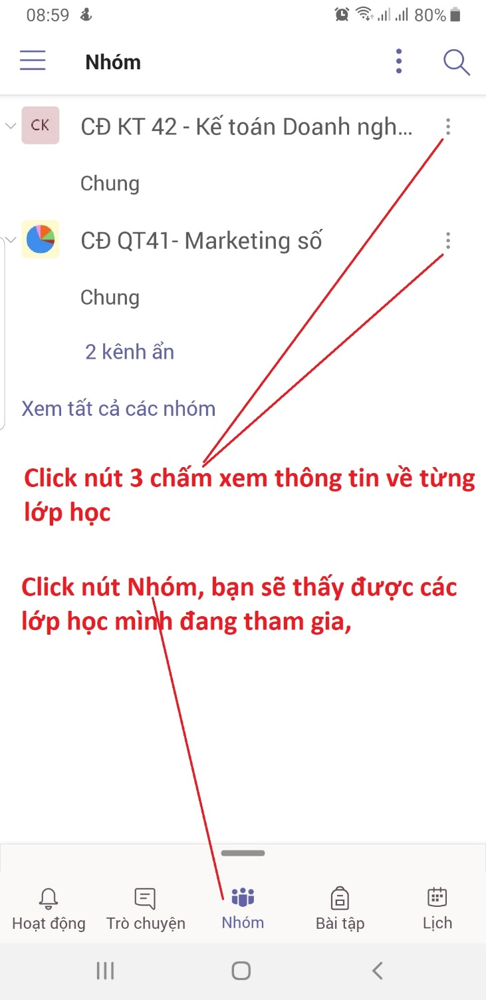 08:59
80%
Nhóm
CK
CĐ KT 42 - Kế toán Doanh ngh...
Chung
CĐ QT41- Marketing số
Chung
2 kênh ẩn
Xem tất cả các nhóm
Click nút 3 chấm xem thông tin về từng
lớp học
Click nút Nhóm, bạn sẽ thấy được các
lớp học mình đang tham gia,
Hoạt động
Trò chuyện
Nhóm
Bài tập
Lịch